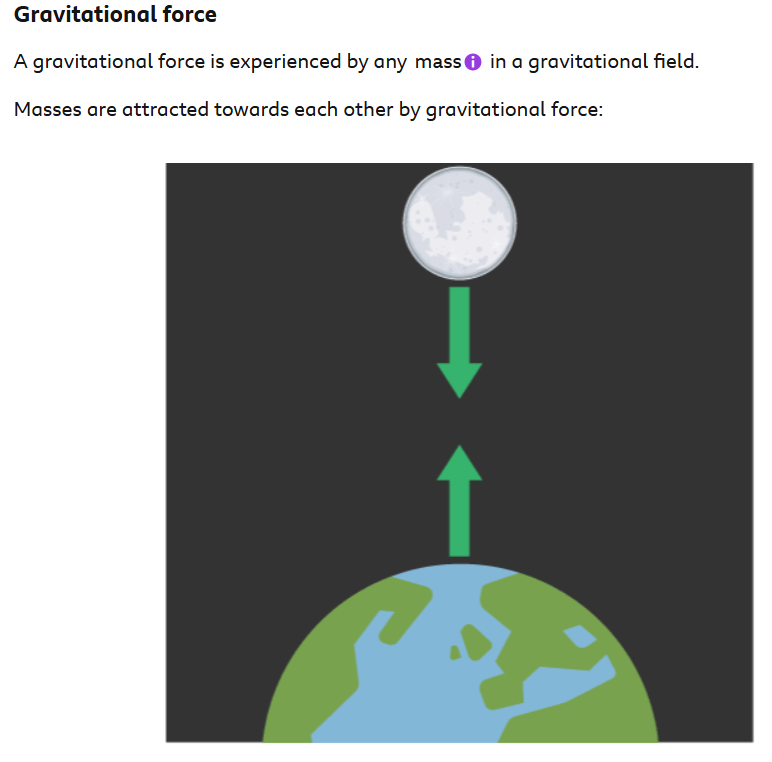 Gravitational force
A gravitational force is experienced by any mass i in a gravitational field.
Masses are attracted towards each other by gravitational force: